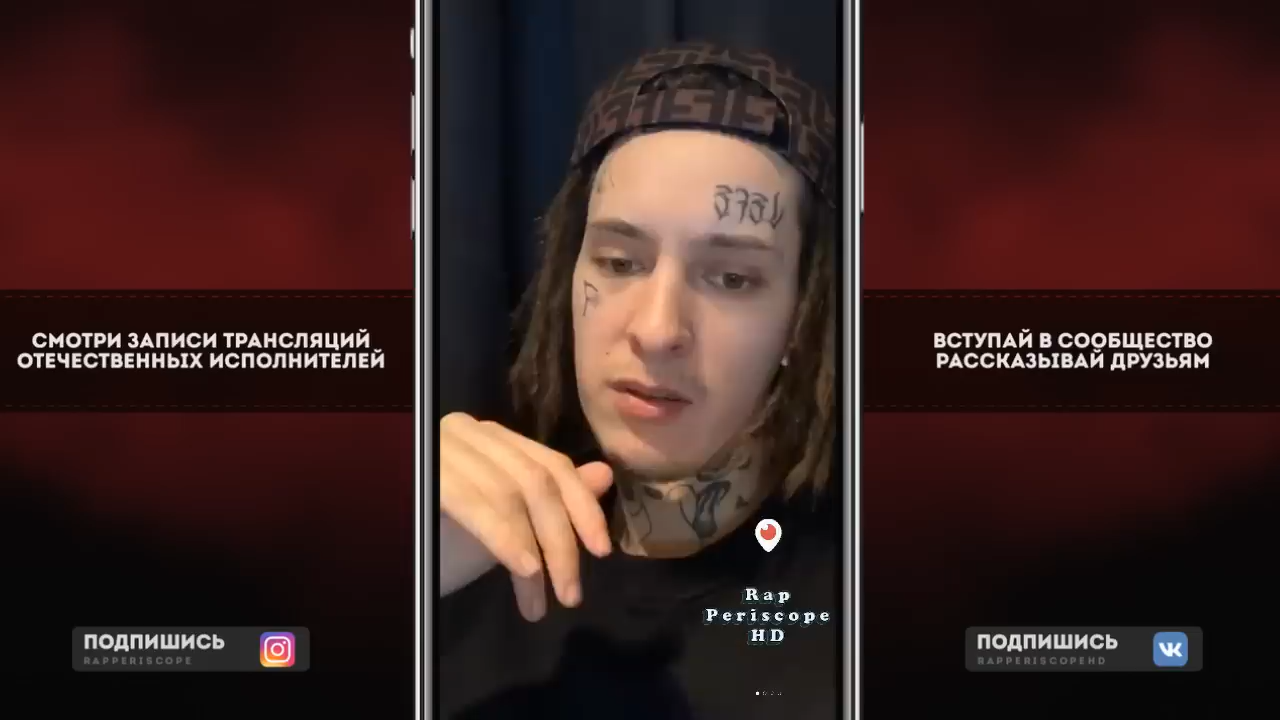 СМОТРИ ЗАПИСИ ТРАНСЛЯЦИЙ
ОТЕЧЕСТВЕННЫХ ИСПОЛНИТЕЛЕЙ
ВСТУПАЙ В СООБЩЕСТВО
РАССКАЗЫВАЙ ДРУЗЬЯМ
Rap
Periscope
HD
ПОДПИШИСЬ
RAPPERISCOPE
ПОДПИШИСЬ
RAPPERISCOPEHD